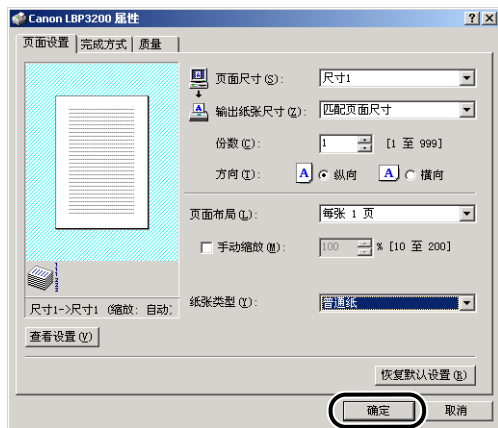 Canon LBP3200 属性
页面设置 完成方式 质量
页面尺寸(S): 尺寸1
输出纸张尺寸(Z): 匹配页面尺寸
份数(C): 1 [1 至 999]
方向(T): A 纵向 A 横向
页面布局(L): 每张 1 页
手动缩放(M): 100 % [10 至 200]
纸张类型(Y): 普通纸
尺寸1->尺寸1 (缩放: 自动)
查看设置(V)
恢复默认设置(R)
确定 取消